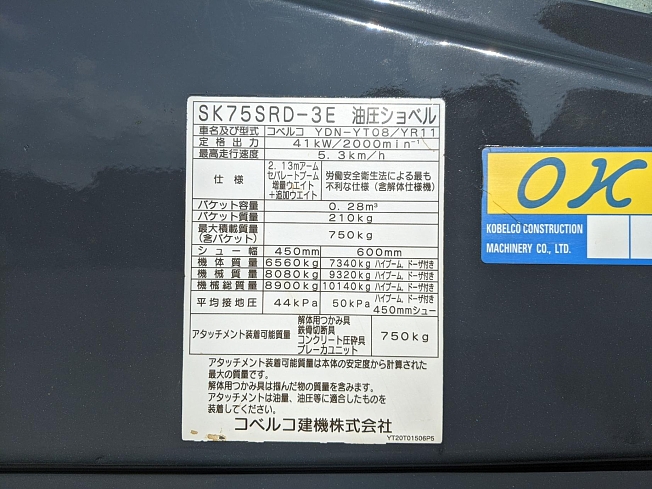 SK75SRD-3E 油圧ショベル
車名及び型式 コベルコ YDN-YT08/YR11
定格出力 41kW/2000min⁻¹
最高走行速度 5.3km/h
仕様 2.13mアーム セパレートブーム 増量ウエイト +追加ウエイト 労働安全衛生法による最も不利な仕様(含解体仕様機)
バケット容量 0.28m³
バケット質量 210kg
最大積載質量(含バケット) 750kg
シュー幅 450mm 600mm
機体質量 6560kg 7340kg ハイブーム、ドーザ付き
機械質量 8080kg 9320kg ハイブーム、ドーザ付き
機械総質量 8900kg 10140kg ハイブーム、ドーザ付き
平均接地圧 44kPa 50kPa ハイブーム、ドーザ付き 450mmシュー
アタッチメント装着可能質量 解体用つかみ具 鉄骨切断具 コンクリート圧砕具 ブレーカユニット 750kg
アタッチメント装着可能質量は本体の安定度から計算された
最大の質量です。
解体用つかみ具は掴んだ物の質量を含みます。
アタッチメントは油量、油圧等に適合したものを
装着してください。
コベルコ建機株式会社
YT20T01506P5
OK
KOBELCO CONSTRUCTION
MACHINERY CO., LTD.